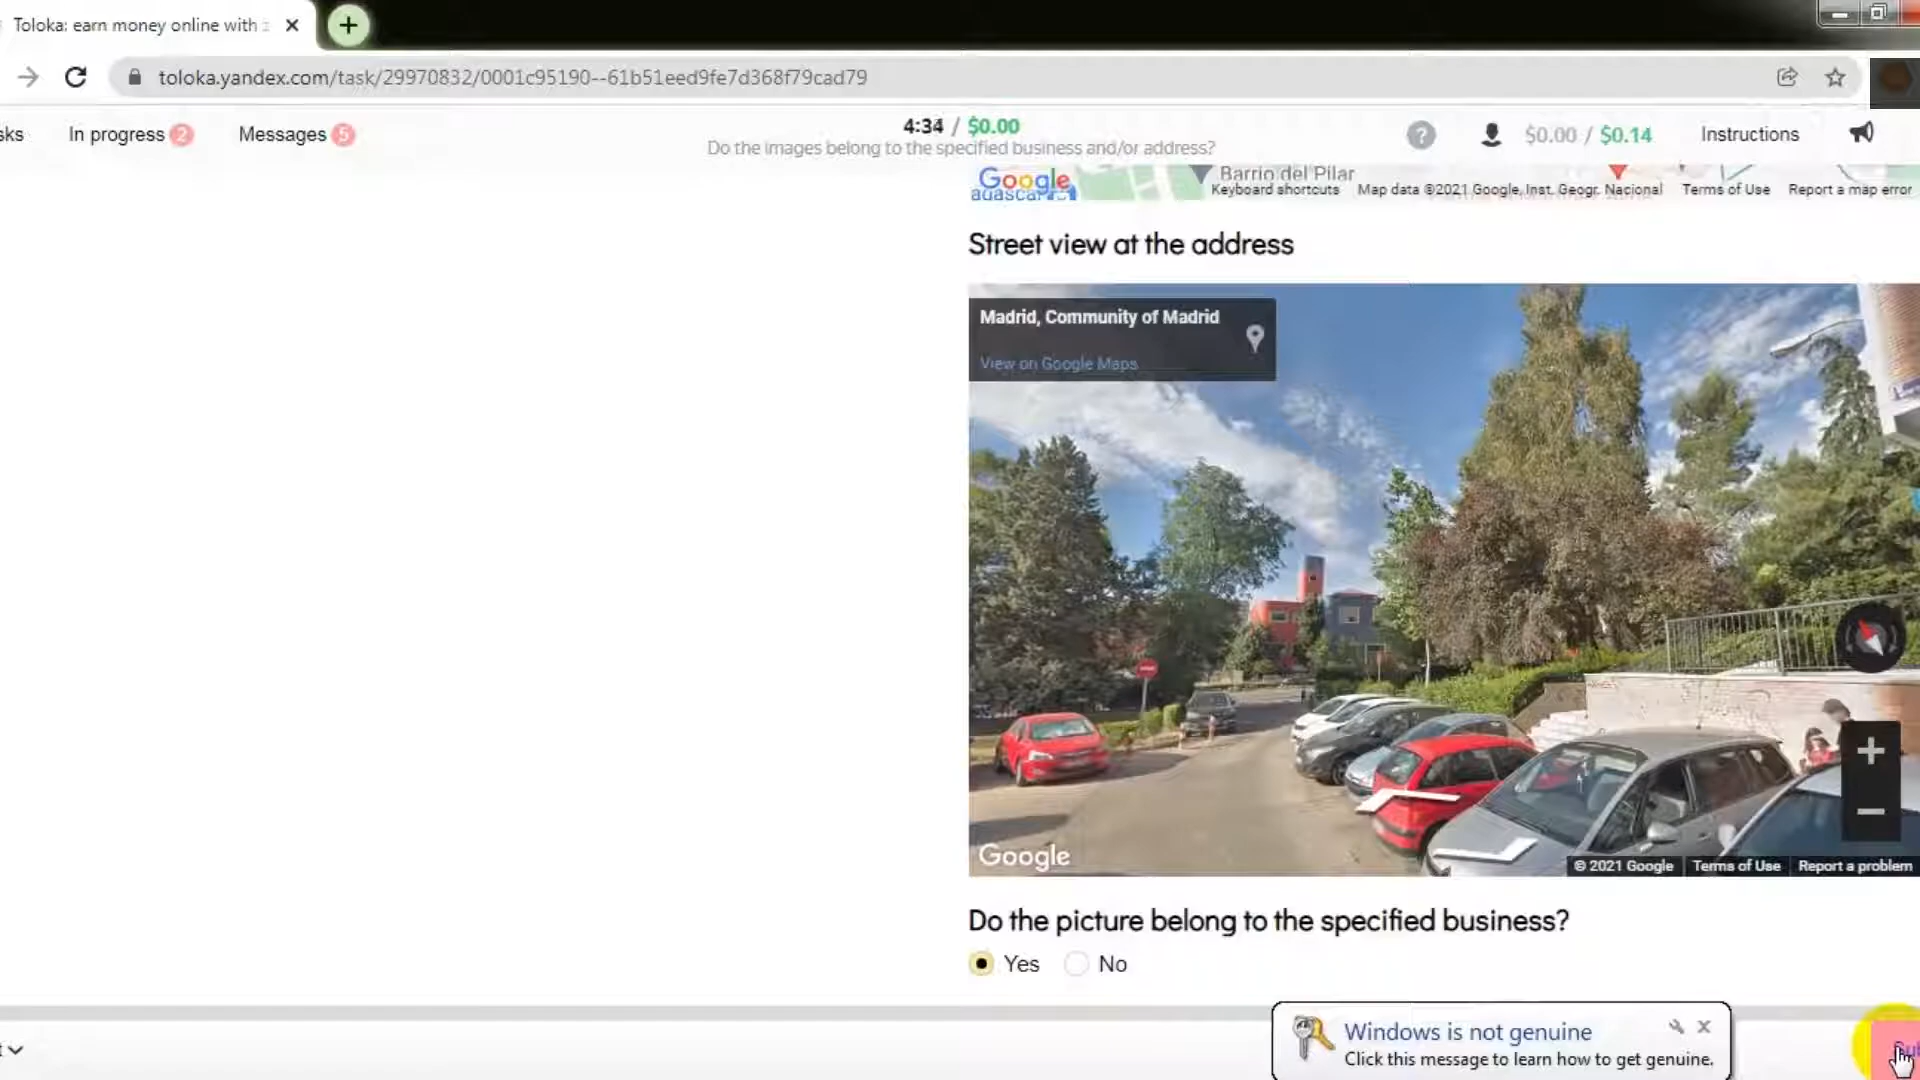 Toloka: earn money online with
toloka.yandex.com/task/29970832/0001c95190--61b51eed9fe7d368f79cad79
In progress 2
Messages 5
4:34 / $0.00
Do the images belong to the specified business and/or address?
?
$0.00 / $0.14
Instructions
Google
Barrio del Pilar
Keyboard shortcuts
Map data ©2021 Google, Inst. Geogr. Nacional
Terms of Use
Report a map error
Street view at the address
Madrid, Community of Madrid
View on Google Maps
Google
© 2021 Google
Terms of Use
Report a problem
Do the picture belong to the specified business?
Yes
No
Windows is not genuine
Click this message to learn how to get genuine.